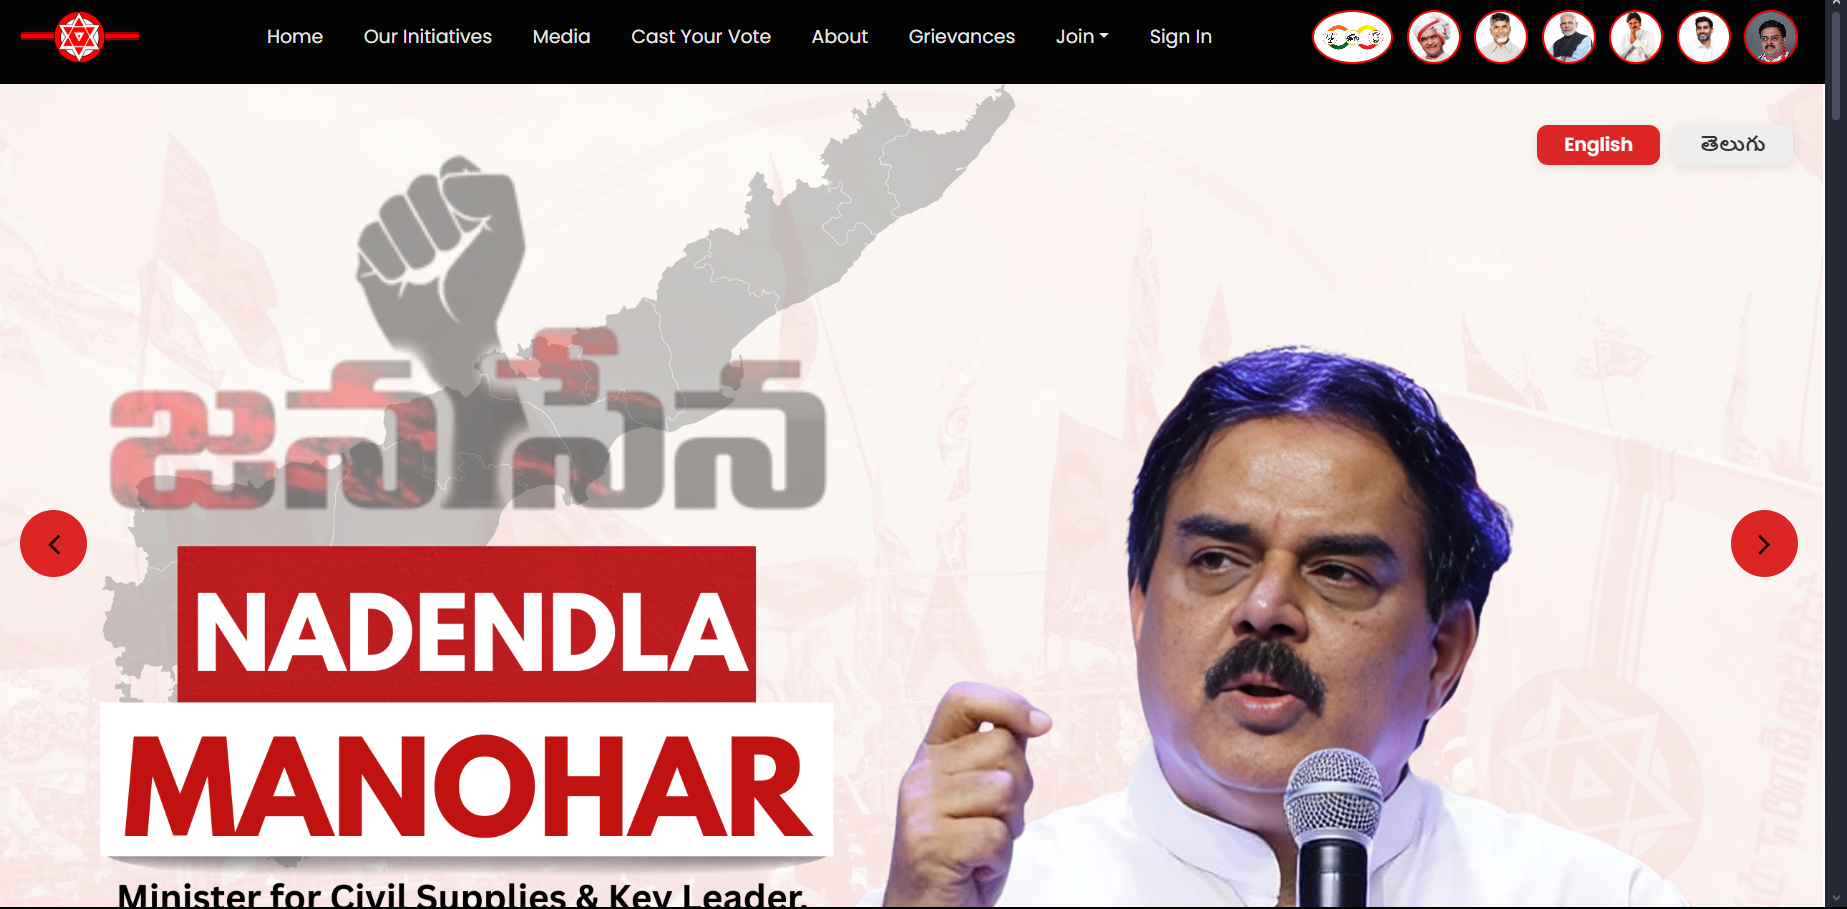 Home Our Initiatives Media Cast Your Vote About Grievances Join Sign In
English తెలుగు
జనసేన
NADENDLA
MANOHAR
Minister for Civil Supplies & Key Leader,